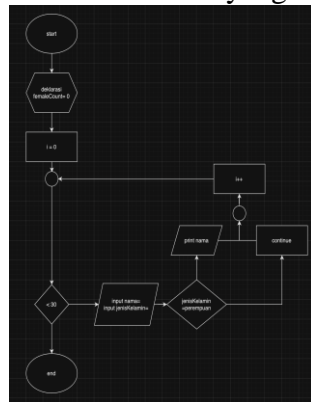 start
deklarasi
femaleCount= 0
i = 0
i++
print nama
continue
< 30
input nama=
input jenisKelamin=
jenisKelamin
=perempuan
end